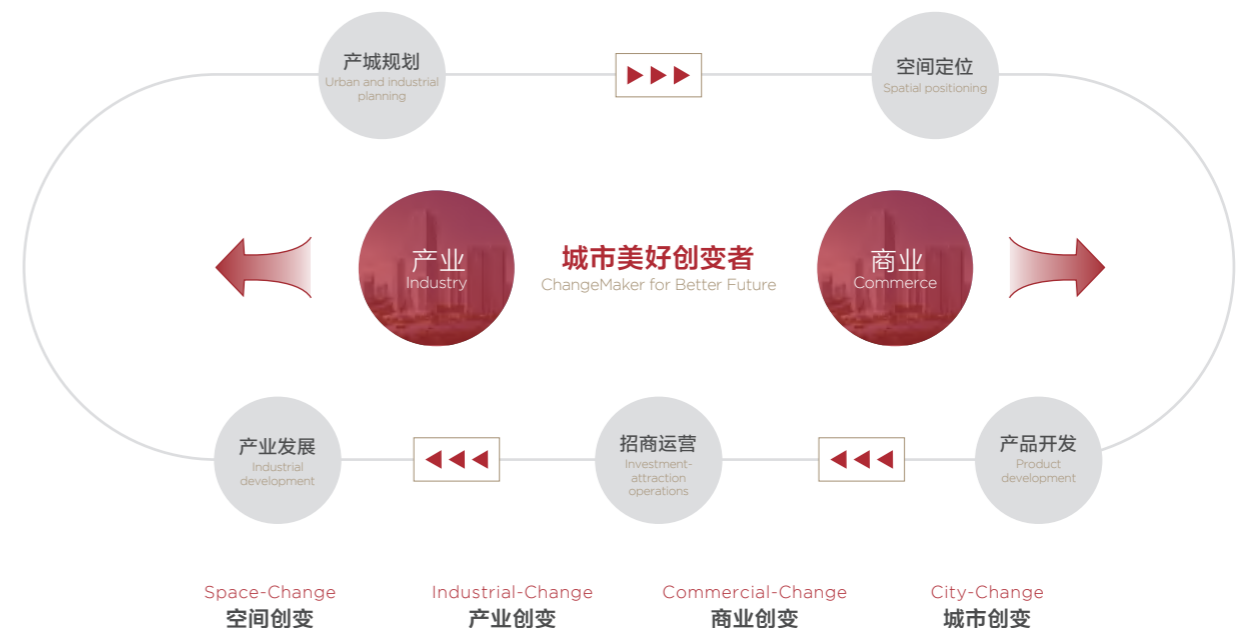 产城规划
Urban and industrial
planning
空间定位
Spatial positioning
产业
Industry
城市美好创变者
ChangeMaker for Better Future
商业
Commerce
产业发展
Industrial
development
招商运营
Investment-
attraction
operations
产品开发
Product
development
Space-Change
空间创变
Industrial-Change
产业创变
Commercial-Change
商业创变
City-Change
城市创变